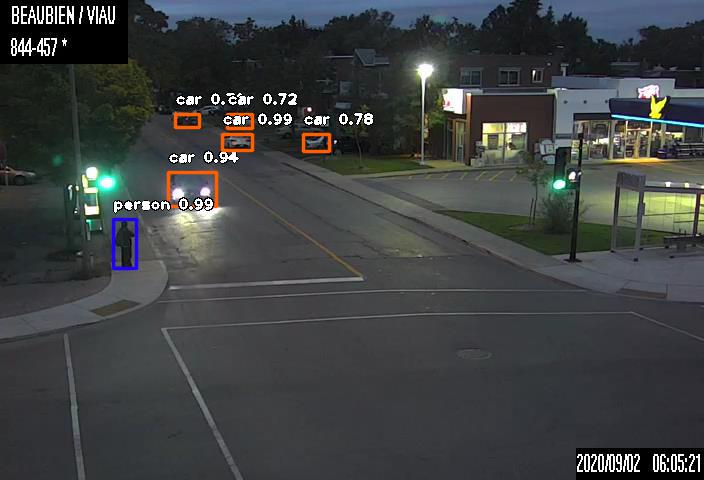 BEAUBIEN / VIAU
844-457 *
car 0.72
car 0.99
car 0.78
car 0.94
person 0.99
2020/09/02 06:05:21